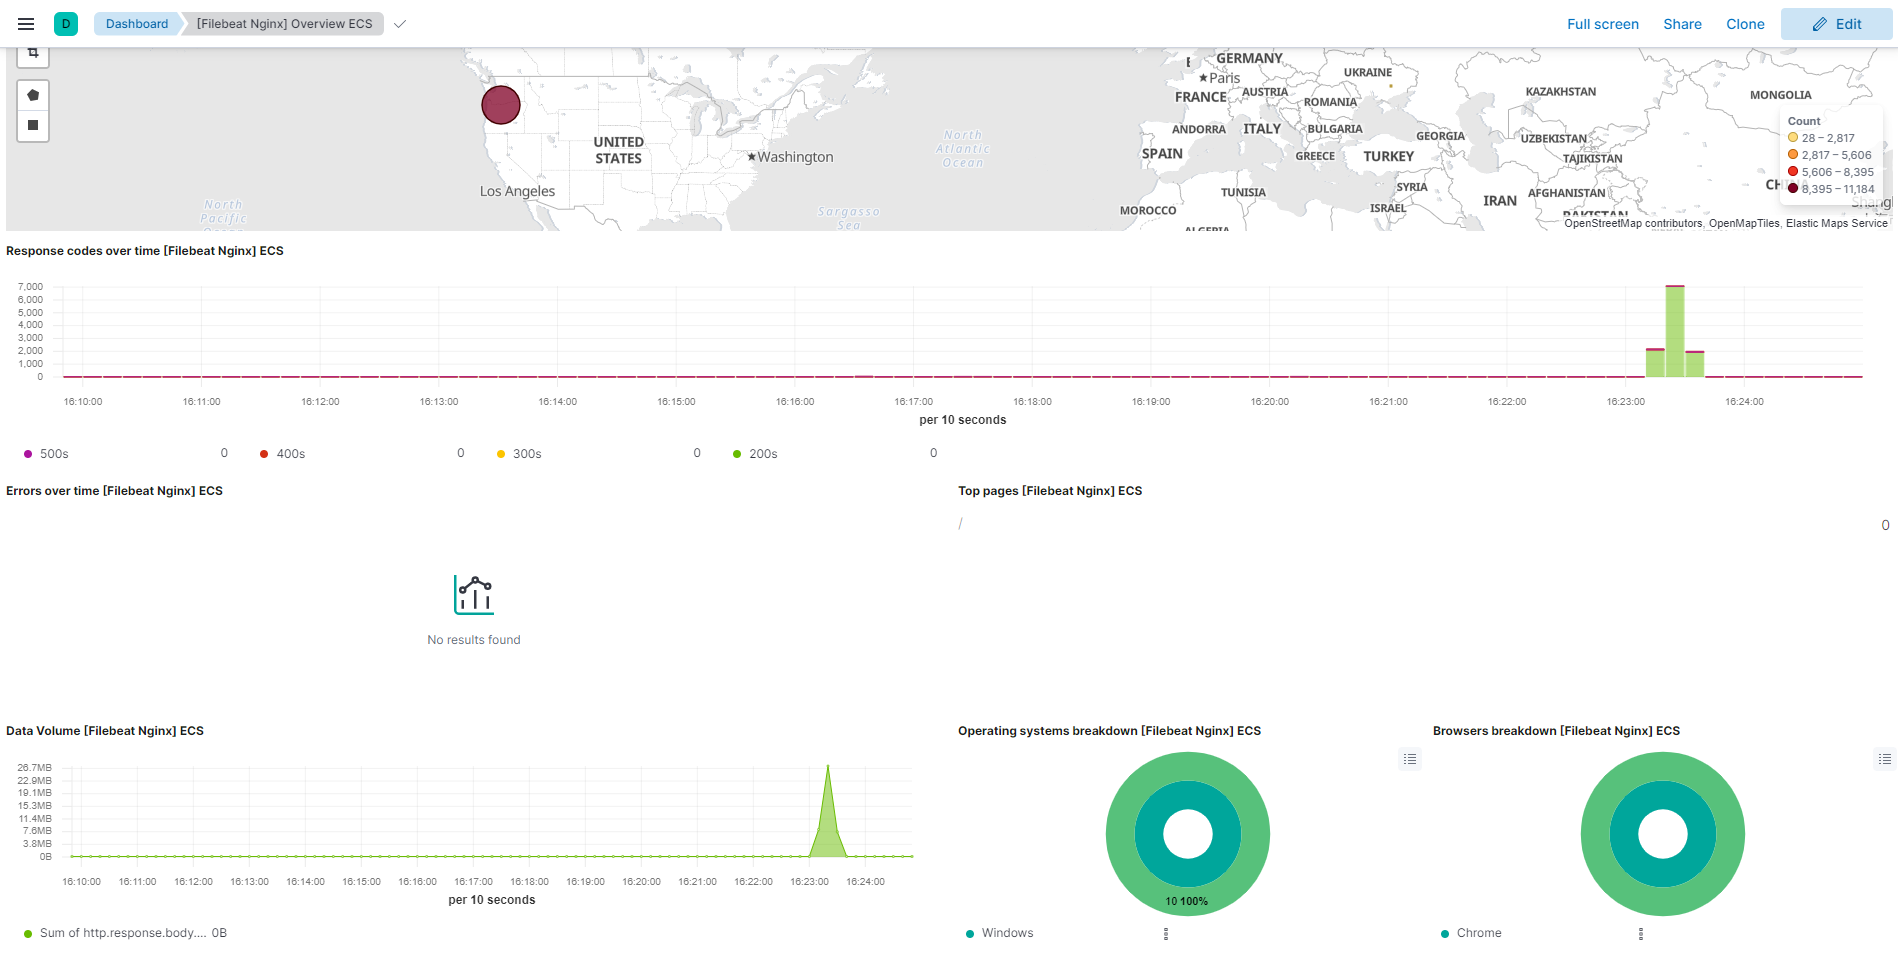 D Dashboard [Filebeat Nginx] Overview ECS Full screen Share Clone Edit
GERMANY
Paris
UKRAINE
FRANCE
AUSTRIA
ROMANIA
KAZAKHSTAN
MONGOLIA
ANDORRA
ITALY
BULGARIA
GEORGIA
UZBEKISTAN
SPAIN
GREECE
TURKEY
TAJIKISTAN
UNITED
STATES
Washington
Los Angeles
North
Atlantic
Ocean
TUNISIA
SYRIA
IRAN
AFGHANISTAN
MOROCCO
ISRAEL
ALGERIA
PAKISTAN
North
Pacific
Ocean
Sargasso
Sea
Count
28 – 2,817
2,817 – 5,606
5,606 – 8,395
8,395 – 11,184
OpenStreetMap contributors, OpenMapTiles, Elastic Maps Service
Response codes over time [Filebeat Nginx] ECS
7,000
6,000
5,000
4,000
3,000
2,000
1,000
0
16:10:00 16:11:00 16:12:00 16:13:00 16:14:00 16:15:00 16:16:00 16:17:00 16:18:00 16:19:00 16:20:00 16:21:00 16:22:00 16:23:00 16:24:00
per 10 seconds
500s 0 400s 0 300s 0 200s 0
Errors over time [Filebeat Nginx] ECS
No results found
Top pages [Filebeat Nginx] ECS
/ 0
Data Volume [Filebeat Nginx] ECS
26.7MB
22.9MB
19.1MB
15.3MB
11.4MB
7.6MB
3.8MB
0B
16:10:00 16:11:00 16:12:00 16:13:00 16:14:00 16:15:00 16:16:00 16:17:00 16:18:00 16:19:00 16:20:00 16:21:00 16:22:00 16:23:00 16:24:00
per 10 seconds
Sum of http.response.body.... 0B
Operating systems breakdown [Filebeat Nginx] ECS
10 100%
Windows
Browsers breakdown [Filebeat Nginx] ECS
Chrome